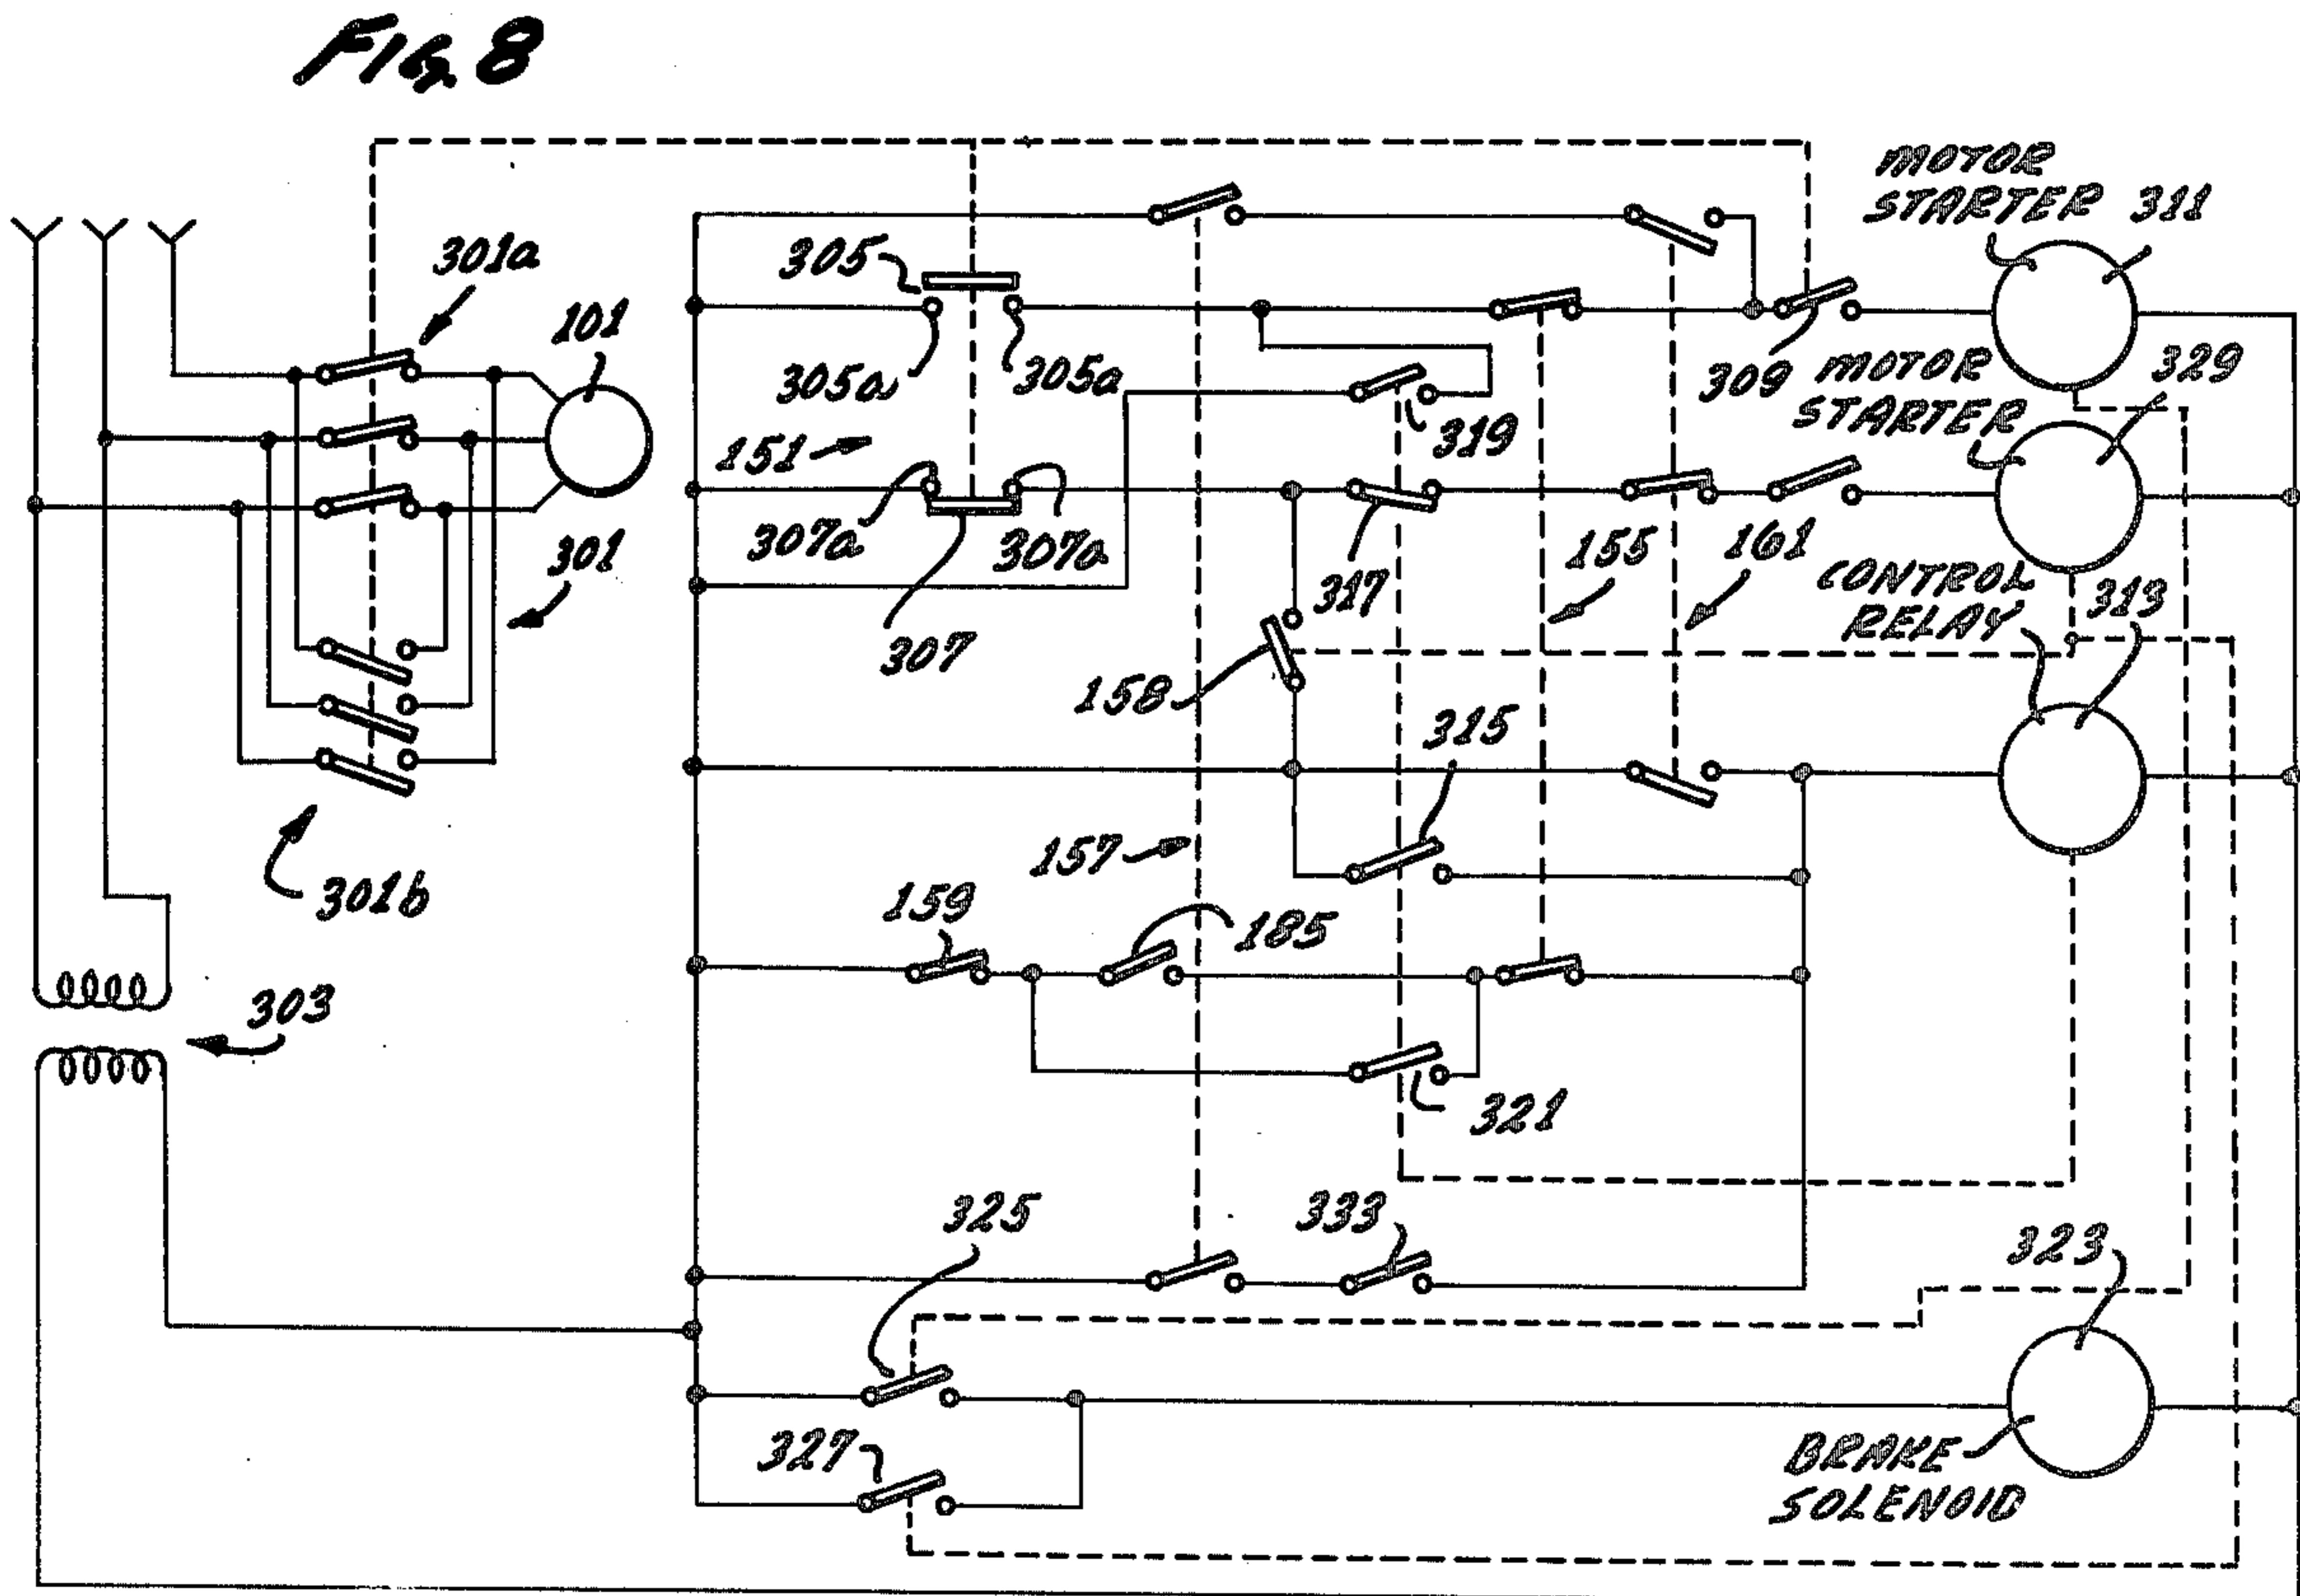 FIG. 8
MOTOR
STARTER 311
301a
305
101
305a
305a
309
MOTOR
STARTER
329
319
151
307a
307a
301
317
155
161
CONTROL
RELAY
313
307
158
315
157
301b
159
185
303
321
325
333
323
327
BRAKE
SOLENOID